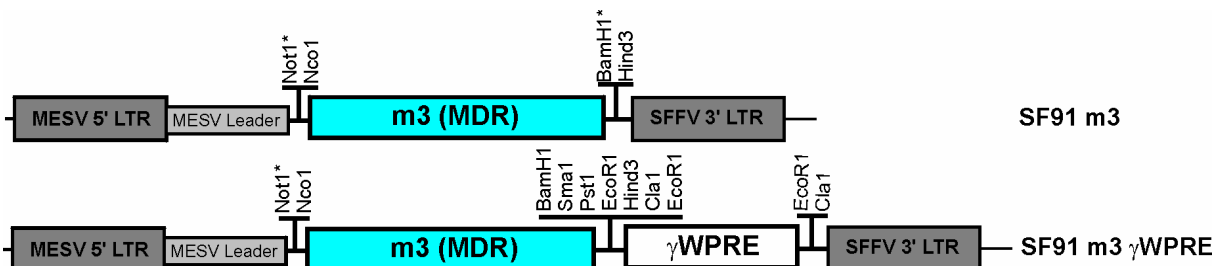 Not1*
Nco1
BamH1*
Hind3
MESV 5' LTR
MESV Leader
m3 (MDR)
SFFV 3' LTR
SF91 m3
Not1*
Nco1
BamH1
Sma1
Pst1
EcoR1
Hind3
Cla1
EcoR1
EcoR1
Cla1
MESV 5' LTR
MESV Leader
m3 (MDR)
γWPRE
SFFV 3' LTR
SF91 m3 γWPRE